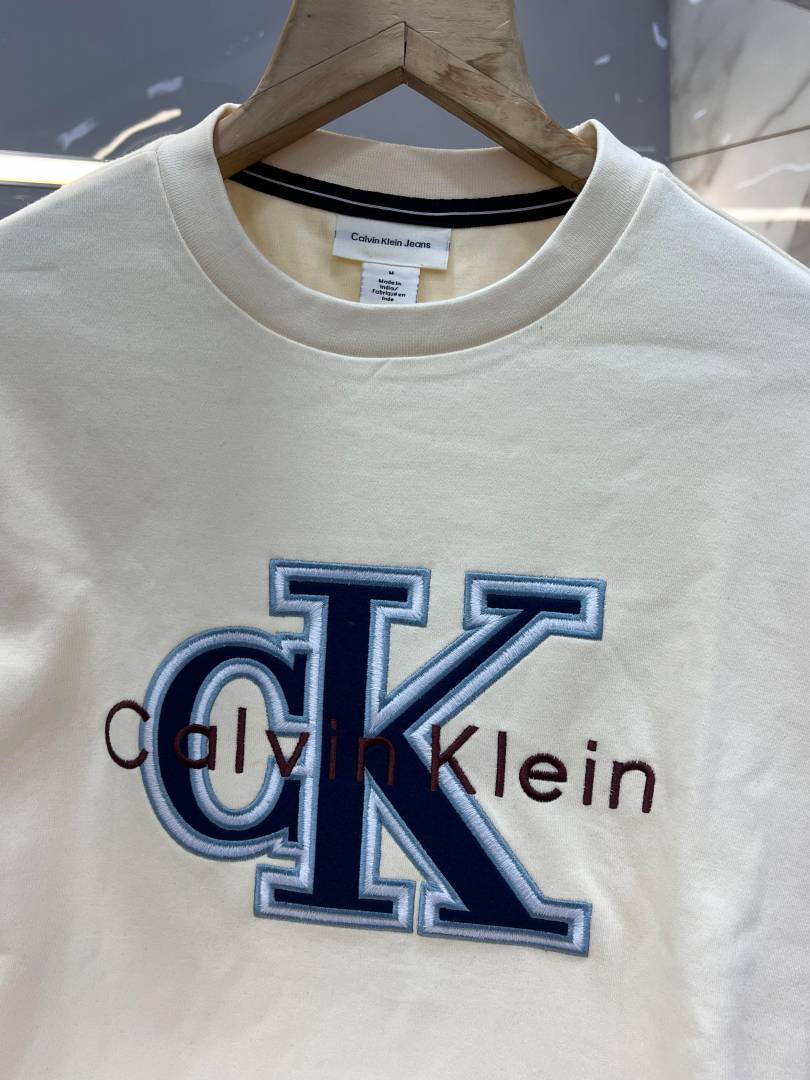 Calvin Klein Jeans
M
Made in
India/
Fabriqué en
Inde
CK
Calvin Klein